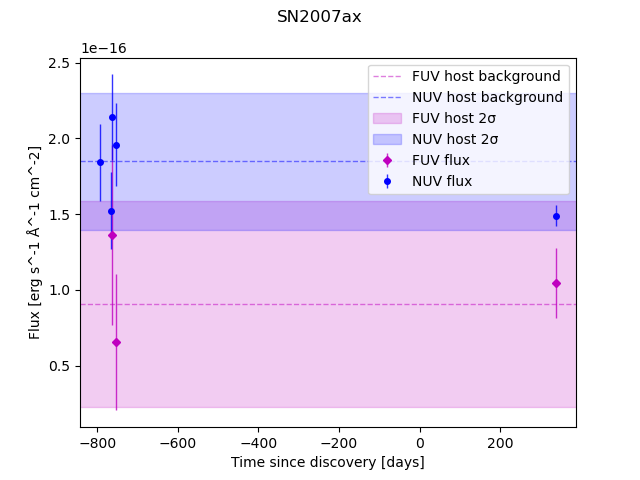 SN2007ax
1e−16
2.5
2.0
1.5
1.0
0.5
Flux [erg s^-1 Å^-1 cm^-2]
FUV host background
NUV host background
FUV host 2σ
NUV host 2σ
FUV flux
NUV flux
−800
−600
−400
−200
0
200
Time since discovery [days]